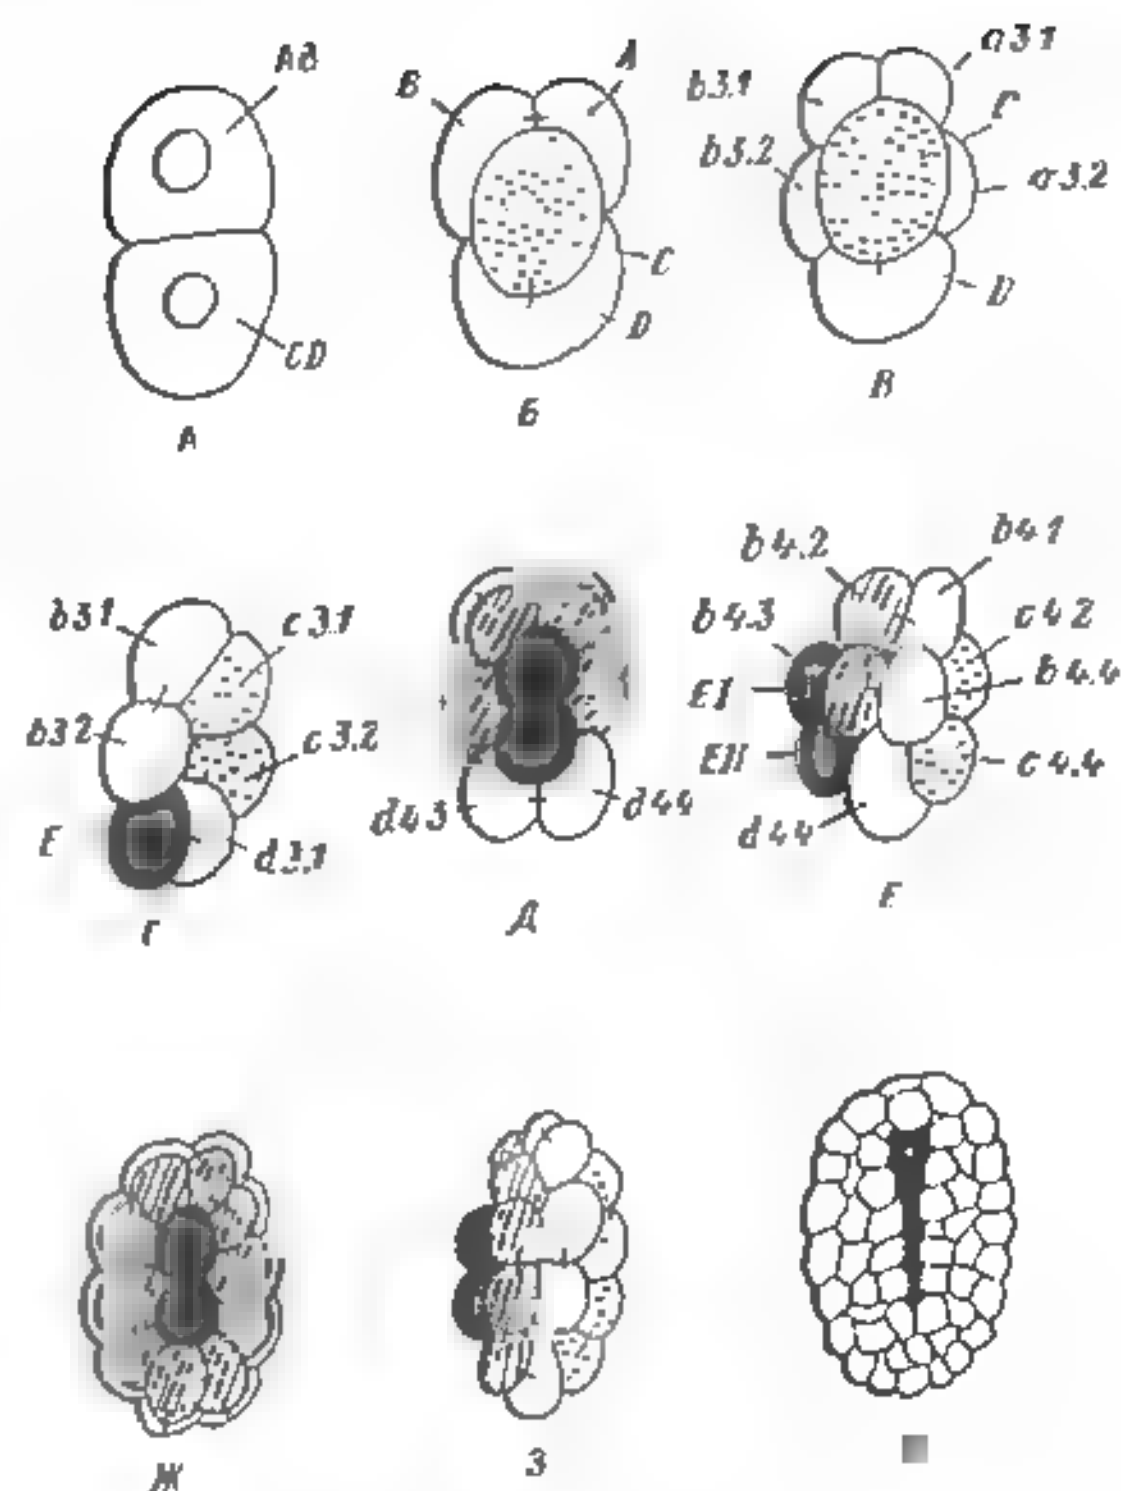 AB
CD
А
B
A
C
D
Б
b3.1
a3.1
C
b3.2
a3.2
D
В
b3.1
c3.1
b3.2
c3.2
E
d3.1
Г
d4.3
d4.4
Д
b4.2
b4.1
b4.3
c4.2
EI
b4.4
EII
c4.4
d4.4
Е
Ж
З